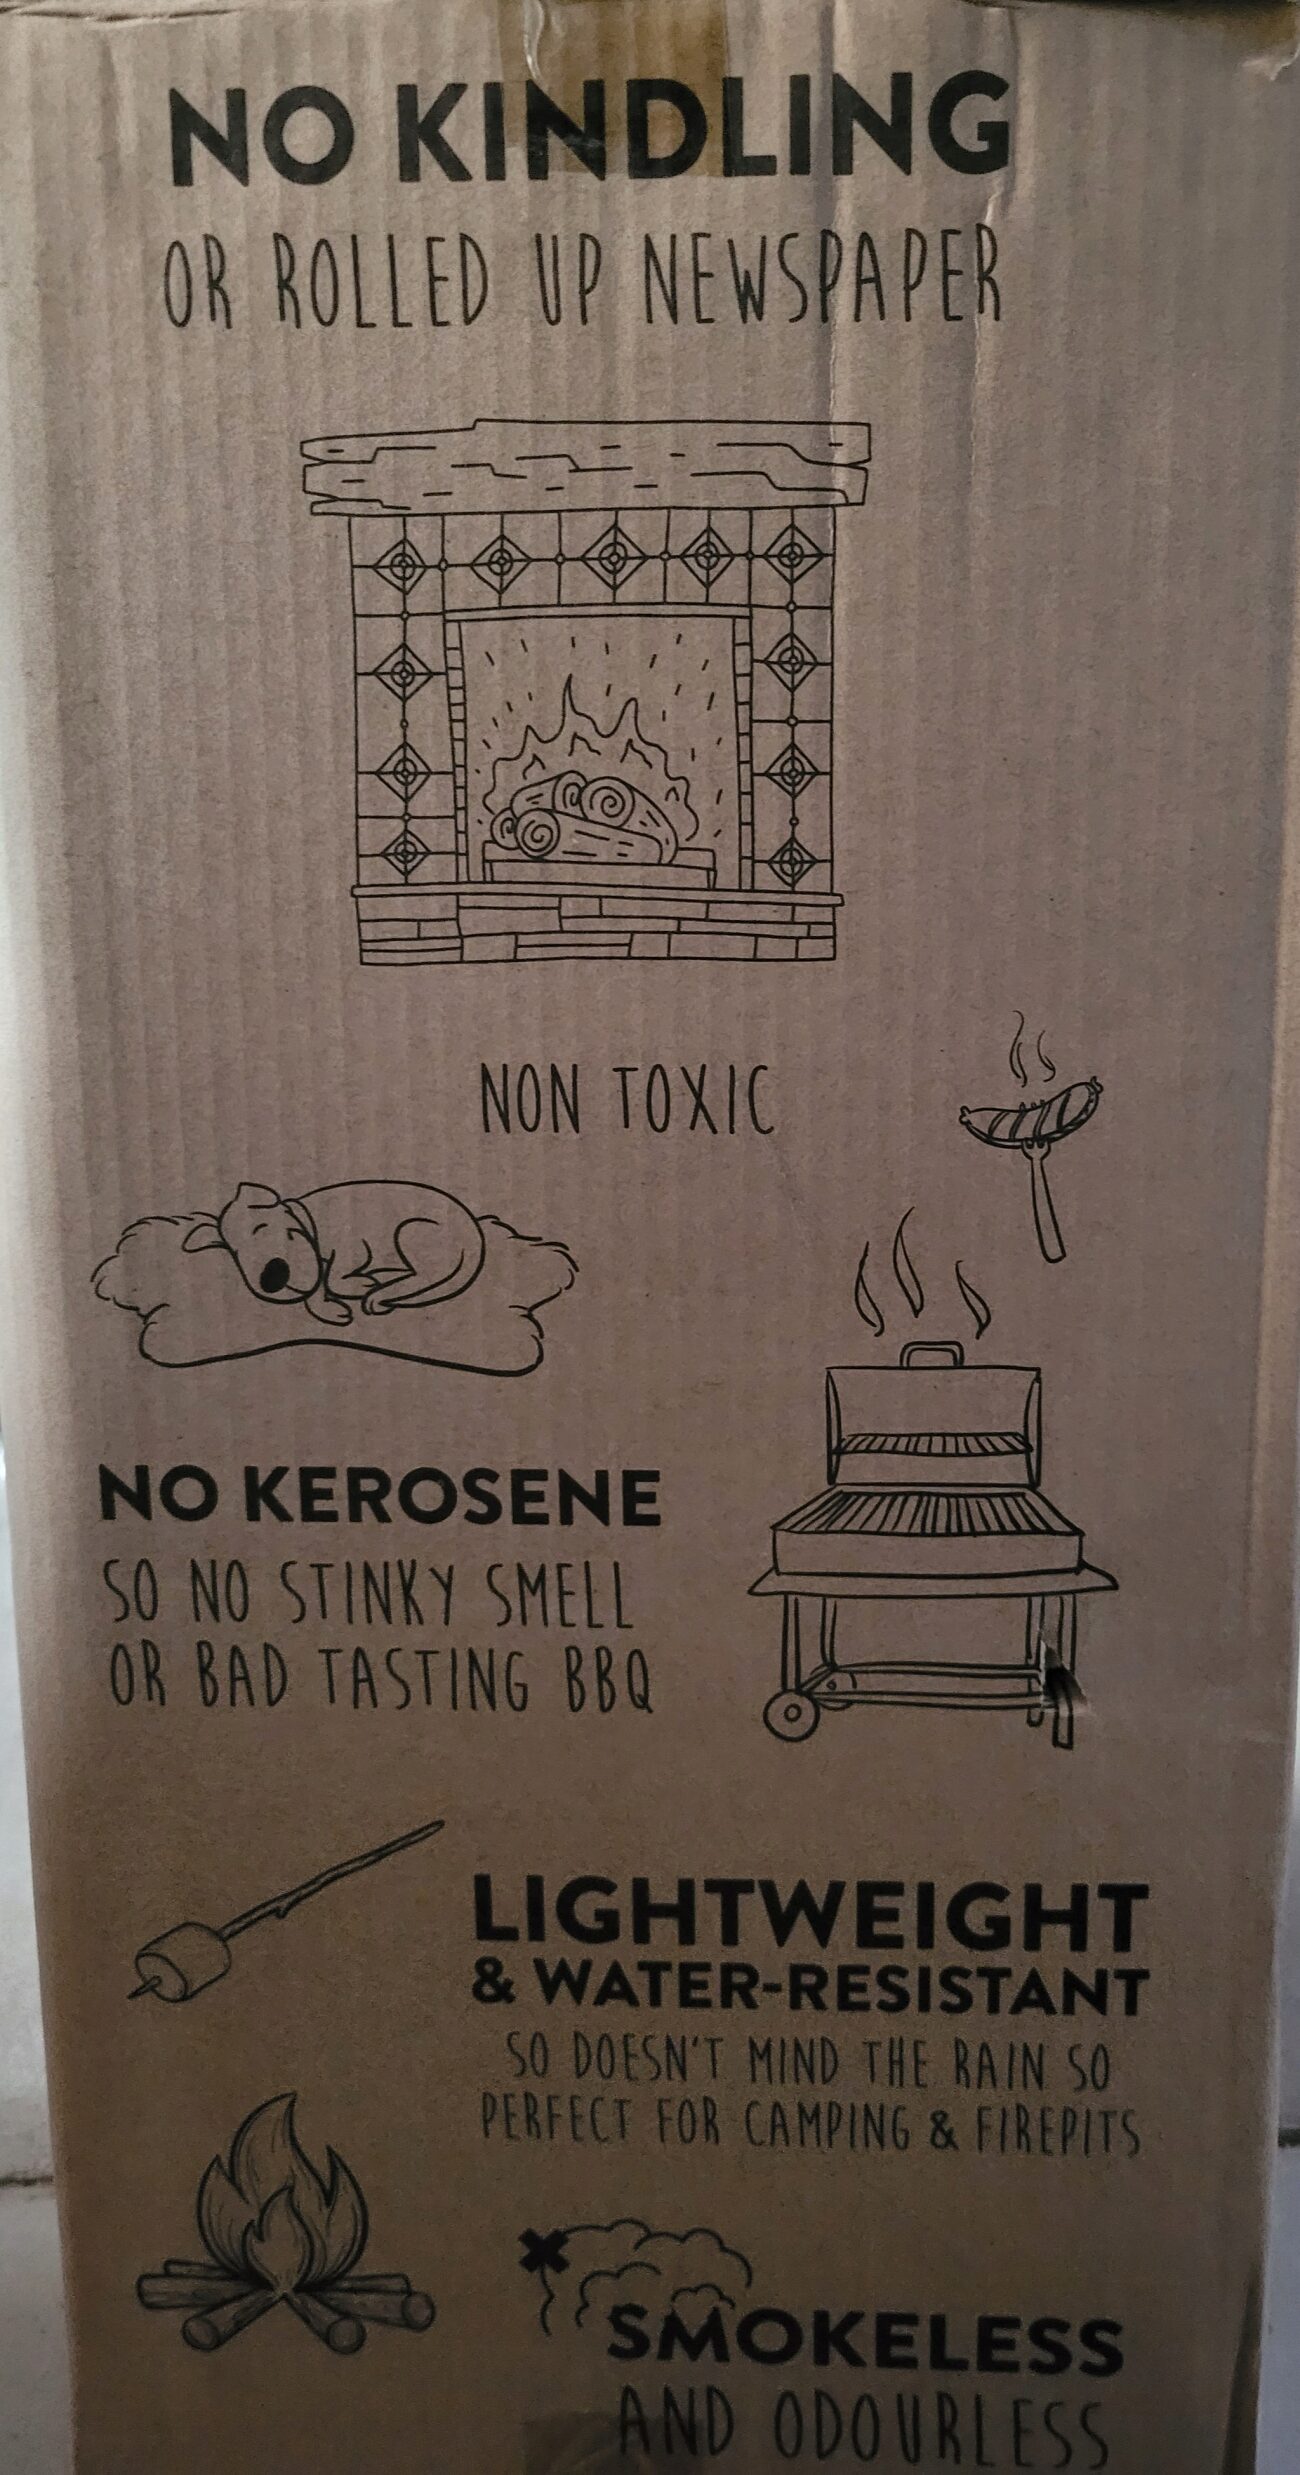 NO KINDLING
OR ROLLED UP NEWSPAPER
NON TOXIC
NO KEROSENE
SO NO STINKY SMELL
OR BAD TASTING BBQ
LIGHTWEIGHT
& WATER-RESISTANT
SO DOESN'T MIND THE RAIN SO
PERFECT FOR CAMPING & FIREPITS
SMOKELESS
AND ODOURLESS